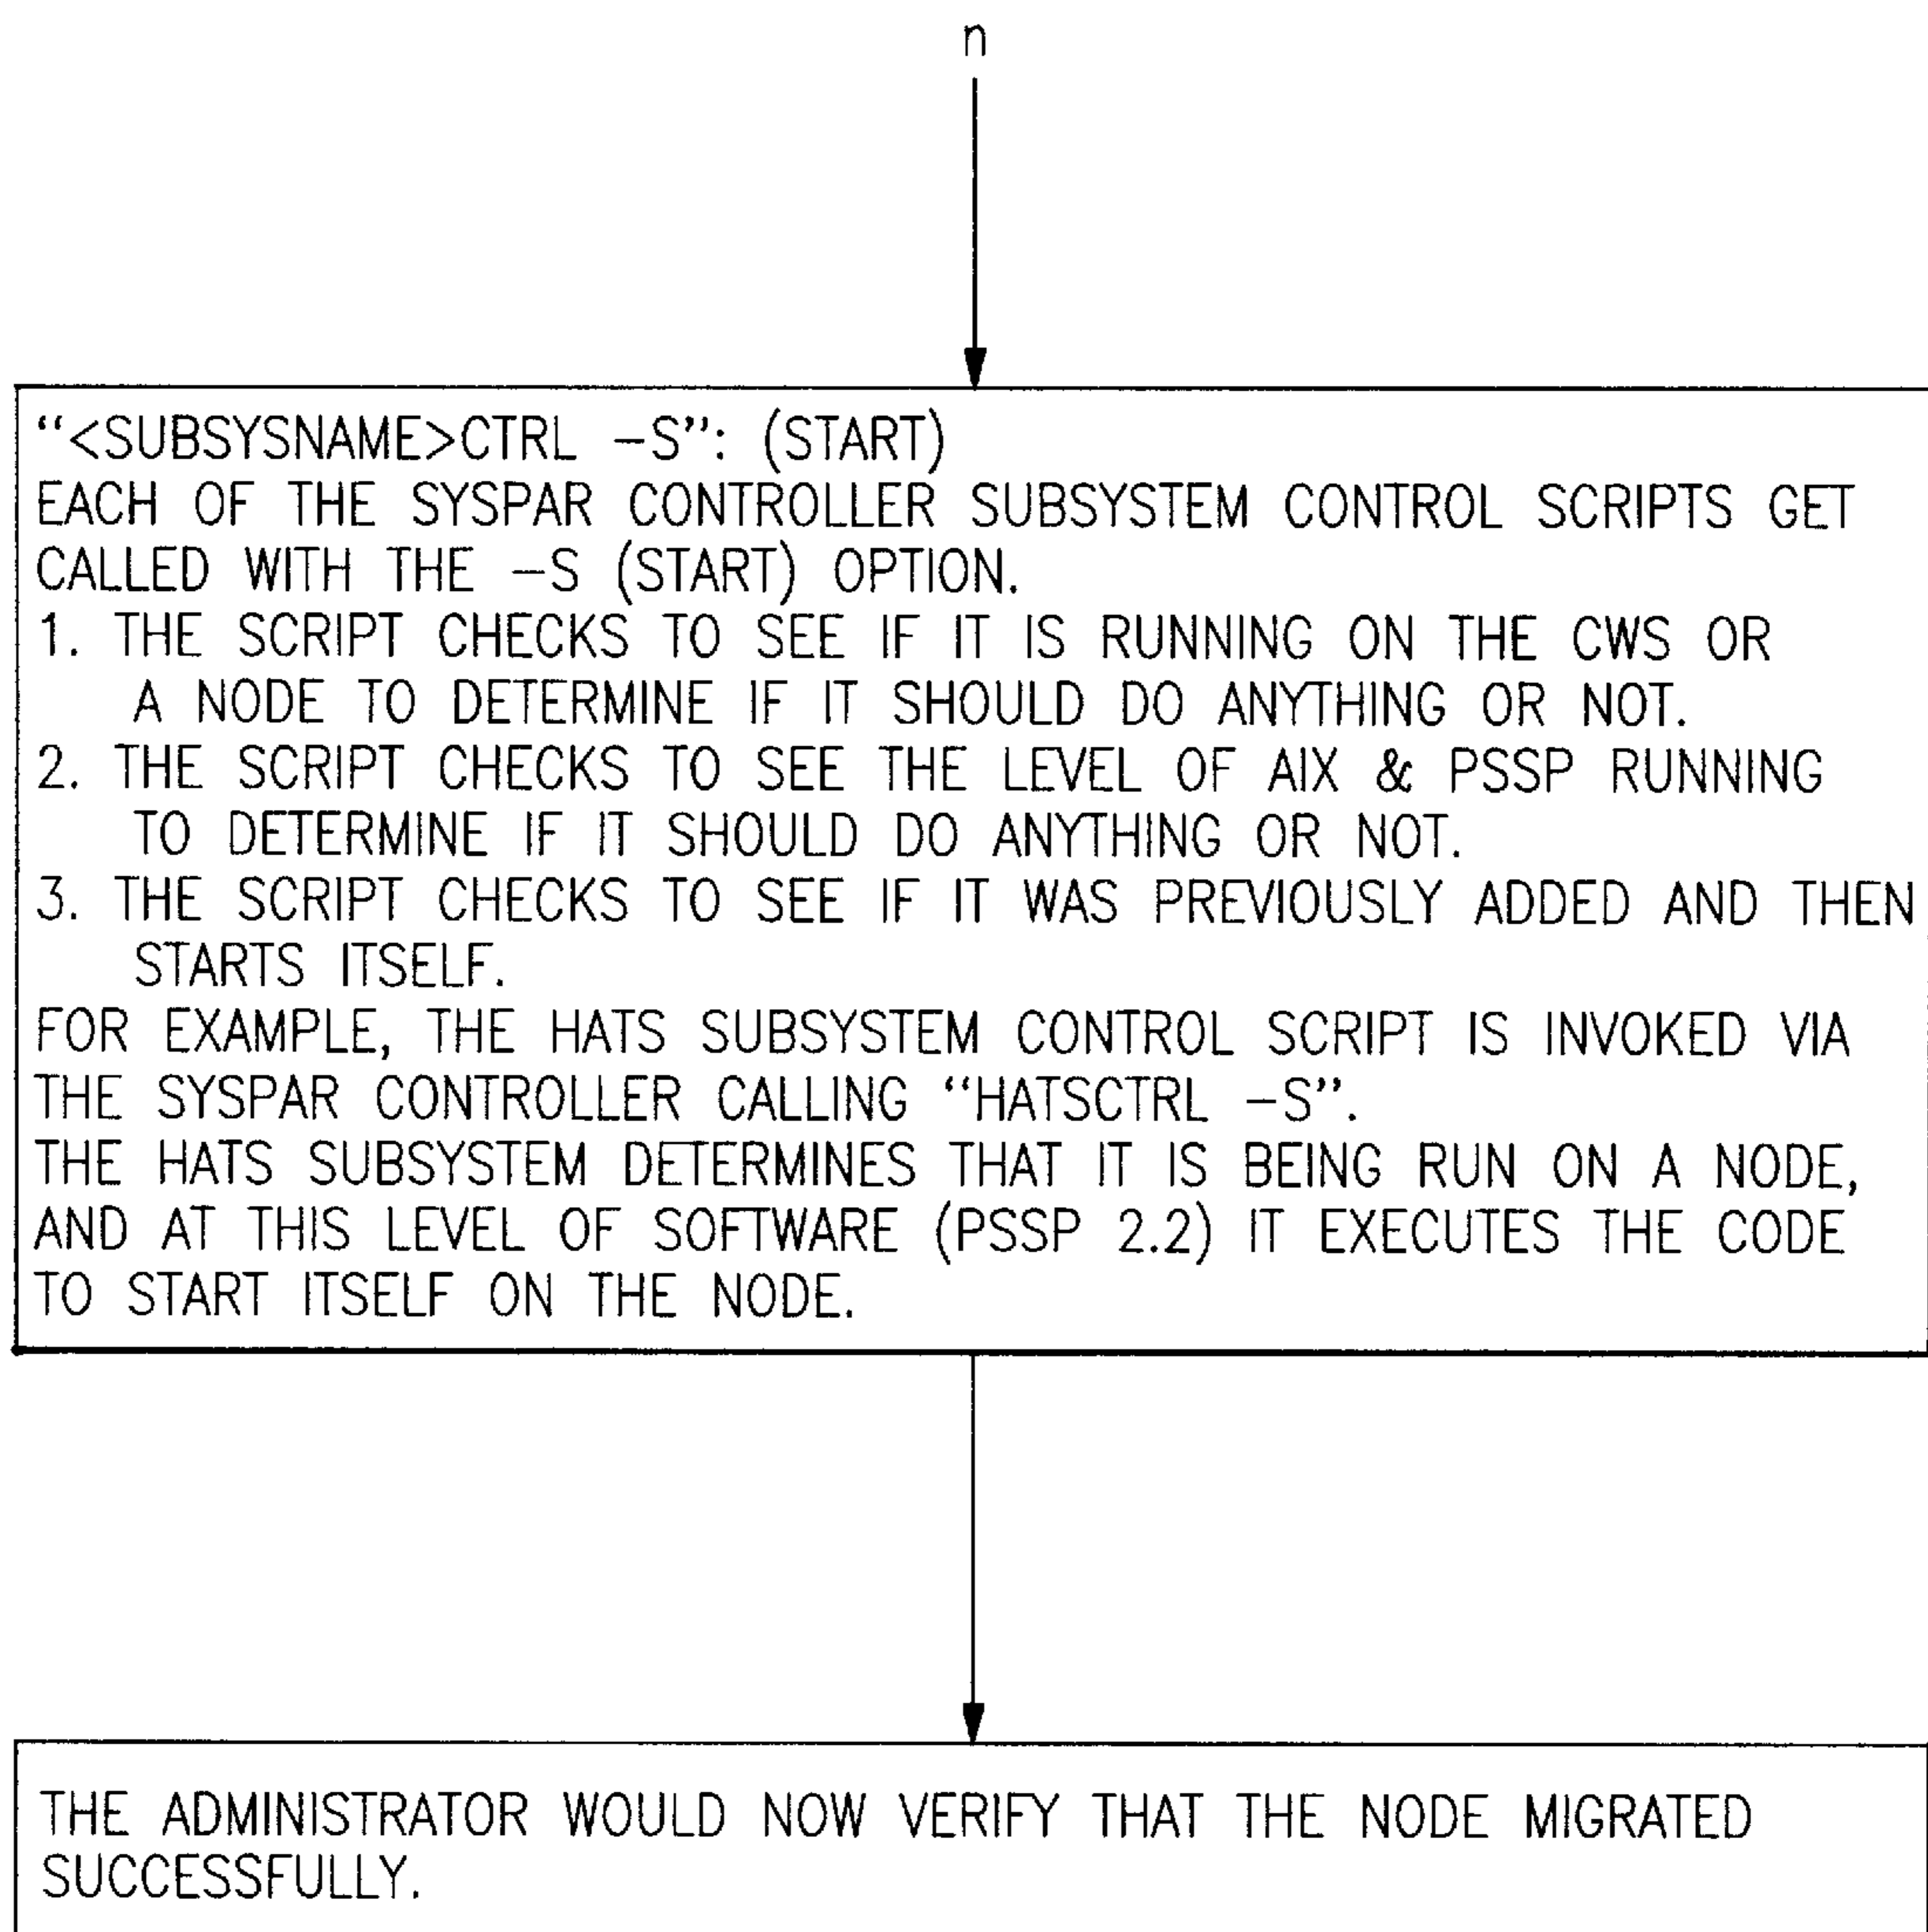 n
“<SUBSYSNAME>CTRL –S”: (START)
EACH OF THE SYSPAR CONTROLLER SUBSYSTEM CONTROL SCRIPTS GET
CALLED WITH THE –S (START) OPTION.
1. THE SCRIPT CHECKS TO SEE IF IT IS RUNNING ON THE CWS OR
A NODE TO DETERMINE IF IT SHOULD DO ANYTHING OR NOT.
2. THE SCRIPT CHECKS TO SEE THE LEVEL OF AIX & PSSP RUNNING
TO DETERMINE IF IT SHOULD DO ANYTHING OR NOT.
3. THE SCRIPT CHECKS TO SEE IF IT WAS PREVIOUSLY ADDED AND THEN
STARTS ITSELF.
FOR EXAMPLE, THE HATS SUBSYSTEM CONTROL SCRIPT IS INVOKED VIA
THE SYSPAR CONTROLLER CALLING “HATSCTRL –S”.
THE HATS SUBSYSTEM DETERMINES THAT IT IS BEING RUN ON A NODE,
AND AT THIS LEVEL OF SOFTWARE (PSSP 2.2) IT EXECUTES THE CODE
TO START ITSELF ON THE NODE.
THE ADMINISTRATOR WOULD NOW VERIFY THAT THE NODE MIGRATED
SUCCESSFULLY.